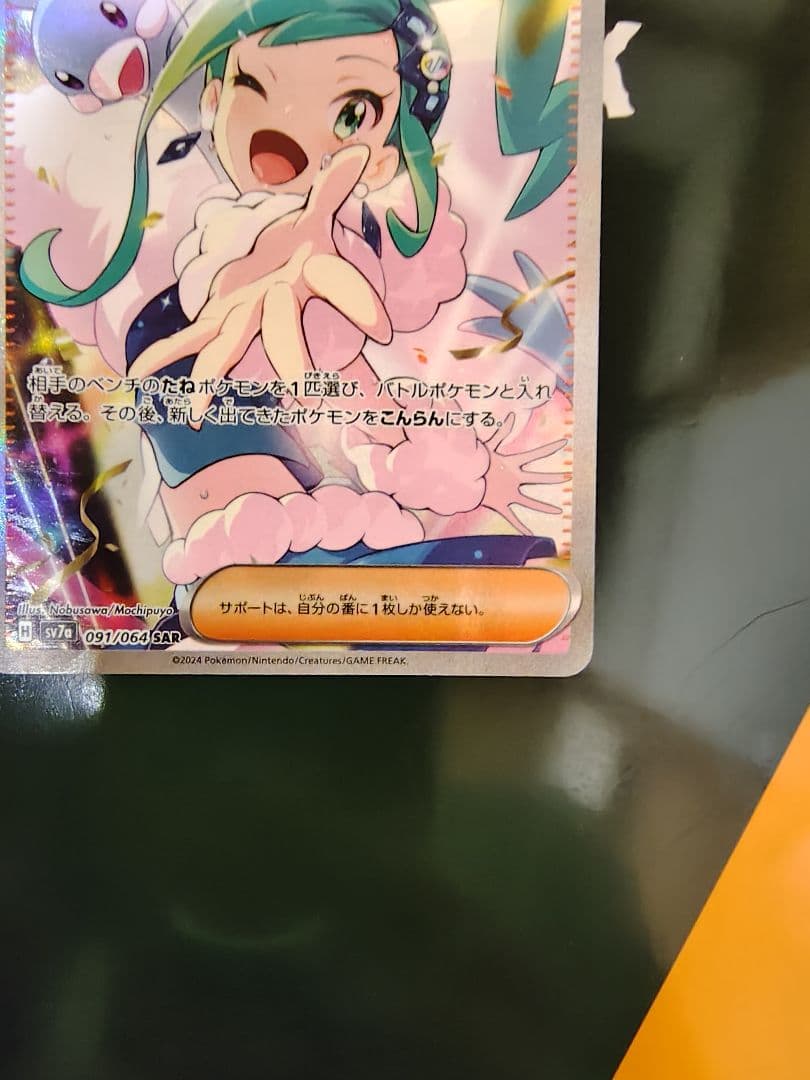 相手のベンチのたねポケモンを1匹選び、バトルポケモンと入れ
替える。その後、新しく出てきたポケモンをこんらんにする。
サポートは、自分の番に1枚しか使えない。
Illus. Nobusawa/Mochipuyo
H sv7a 091/064 SAR
©2024 Pokémon/Nintendo/Creatures/GAME FREAK.